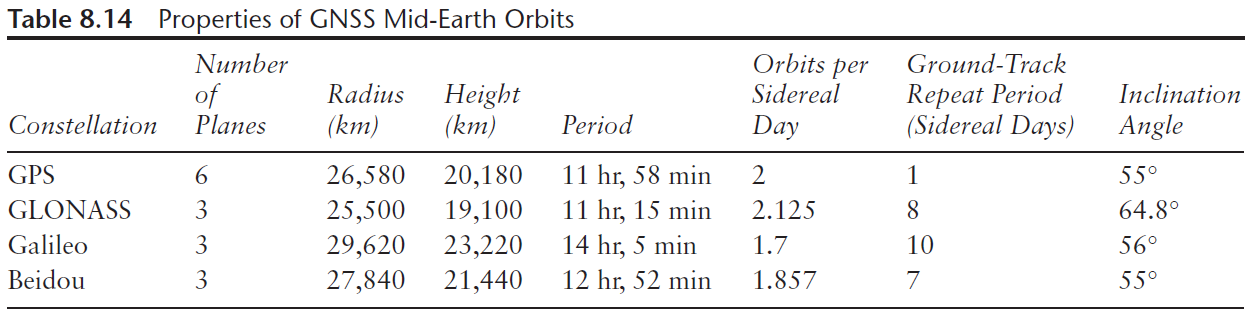 Table 8.14 Properties of GNSS Mid-Earth Orbits
Number Orbits per Ground-Track
of Radius Height Sidereal Repeat Period Inclination
Constellation Planes (km) (km) Period Day (Sidereal Days) Angle
GPS 6 26,580 20,180 11 hr, 58 min 2 1 55°
GLONASS 3 25,500 19,100 11 hr, 15 min 2.125 8 64.8°
Galileo 3 29,620 23,220 14 hr, 5 min 1.7 10 56°
Beidou 3 27,840 21,440 12 hr, 52 min 1.857 7 55°